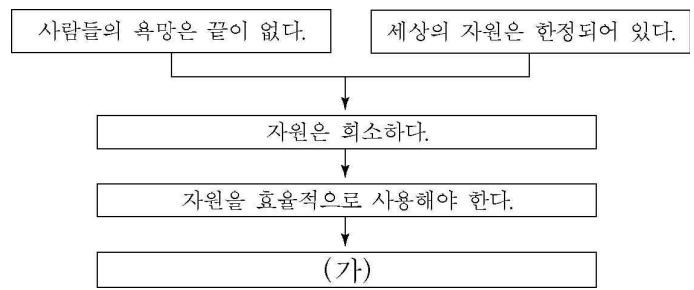 사람들의 욕망은 끝이 없다.
세상의 자원은 한정되어 있다.
자원은 희소하다.
자원을 효율적으로 사용해야 한다.
(가)